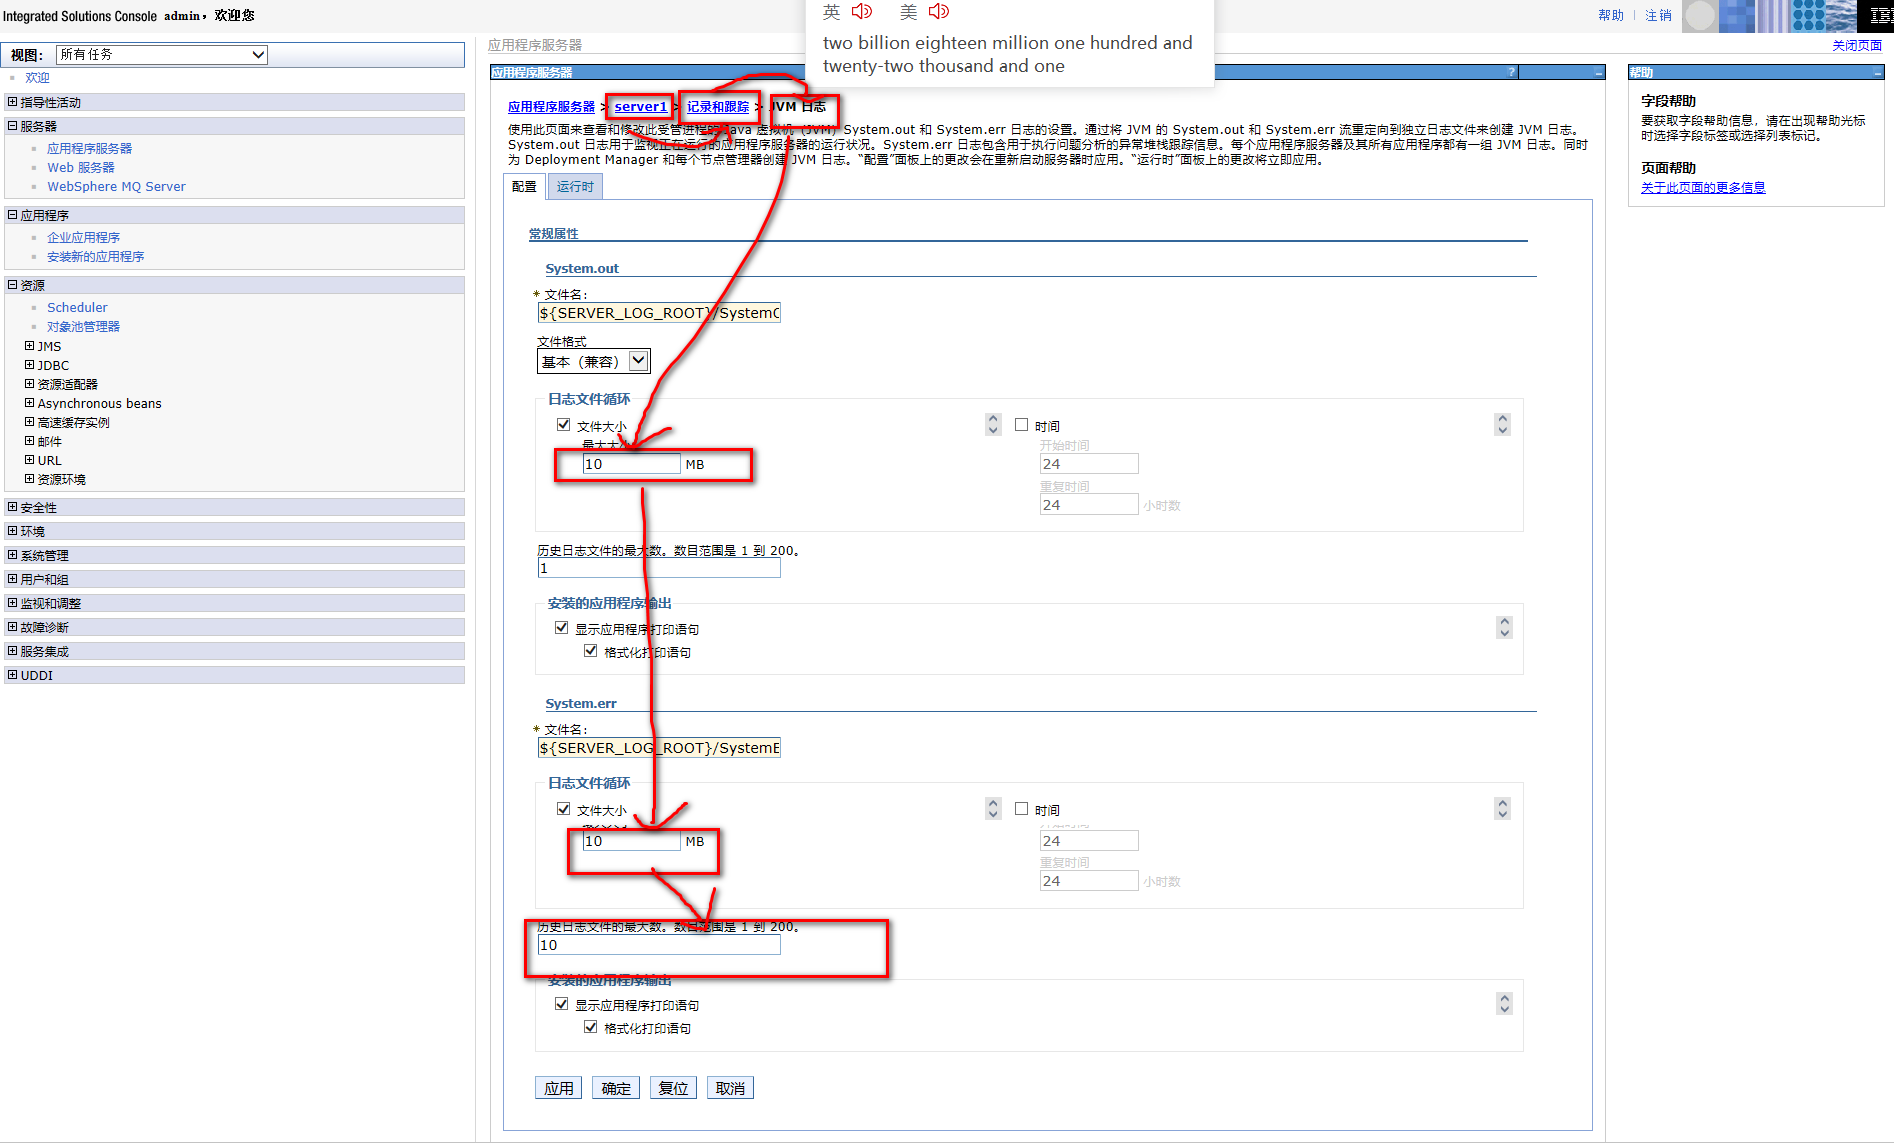 Integrated Solutions Console admin，欢迎您
帮助
注销
IBM
英
美
two billion eighteen million one hundred and
twenty-two thousand and one
视图：
所有任务
欢迎
指导性活动
服务器
应用程序服务器
Web 服务器
WebSphere MQ Server
应用程序
企业应用程序
安装新的应用程序
资源
Scheduler
对象池管理器
JMS
JDBC
资源适配器
Asynchronous beans
高速缓存实例
邮件
URL
资源环境
安全性
环境
系统管理
用户和组
监视和调整
故障诊断
服务集成
UDDI
应用程序服务器
关闭页面
应用程序服务器
?
应用程序服务器 > server1 > 记录和跟踪 > JVM 日志
使用此页面来查看和修改此受管进程的 Java 虚拟机（JVM）System.out 和 System.err 日志的设置。通过将 JVM 的 System.out 和 System.err 流重定向到独立日志文件来创建 JVM 日志。
System.out 日志用于监视正在运行的应用程序服务器的运行状况。System.err 日志包含用于执行问题分析的异常堆栈跟踪信息。每个应用程序服务器及其所有应用程序都有一组 JVM 日志。同时
为 Deployment Manager 和每个节点管理器创建 JVM 日志。“配置”面板上的更改会在重新启动服务器时应用。“运行时”面板上的更改将立即应用。
配置
运行时
常规属性
System.out
* 文件名：
${SERVER_LOG_ROOT}/SystemO
文件格式
基本（兼容）
日志文件循环
文件大小
最大大小
10 MB
时间
开始时间
24
重复时间
24 小时数
历史日志文件的最大数。数目范围是 1 到 200。
1
安装的应用程序输出
显示应用程序打印语句
格式化打印语句
System.err
* 文件名：
${SERVER_LOG_ROOT}/SystemE
日志文件循环
文件大小
最大大小
10 MB
时间
开始时间
24
重复时间
24 小时数
历史日志文件的最大数。数目范围是 1 到 200。
10
安装的应用程序输出
显示应用程序打印语句
格式化打印语句
应用
确定
复位
取消
帮助
字段帮助
要获取字段帮助信息，请在出现帮助光标
时选择字段标签或选择列表标记。
页面帮助
关于此页面的更多信息